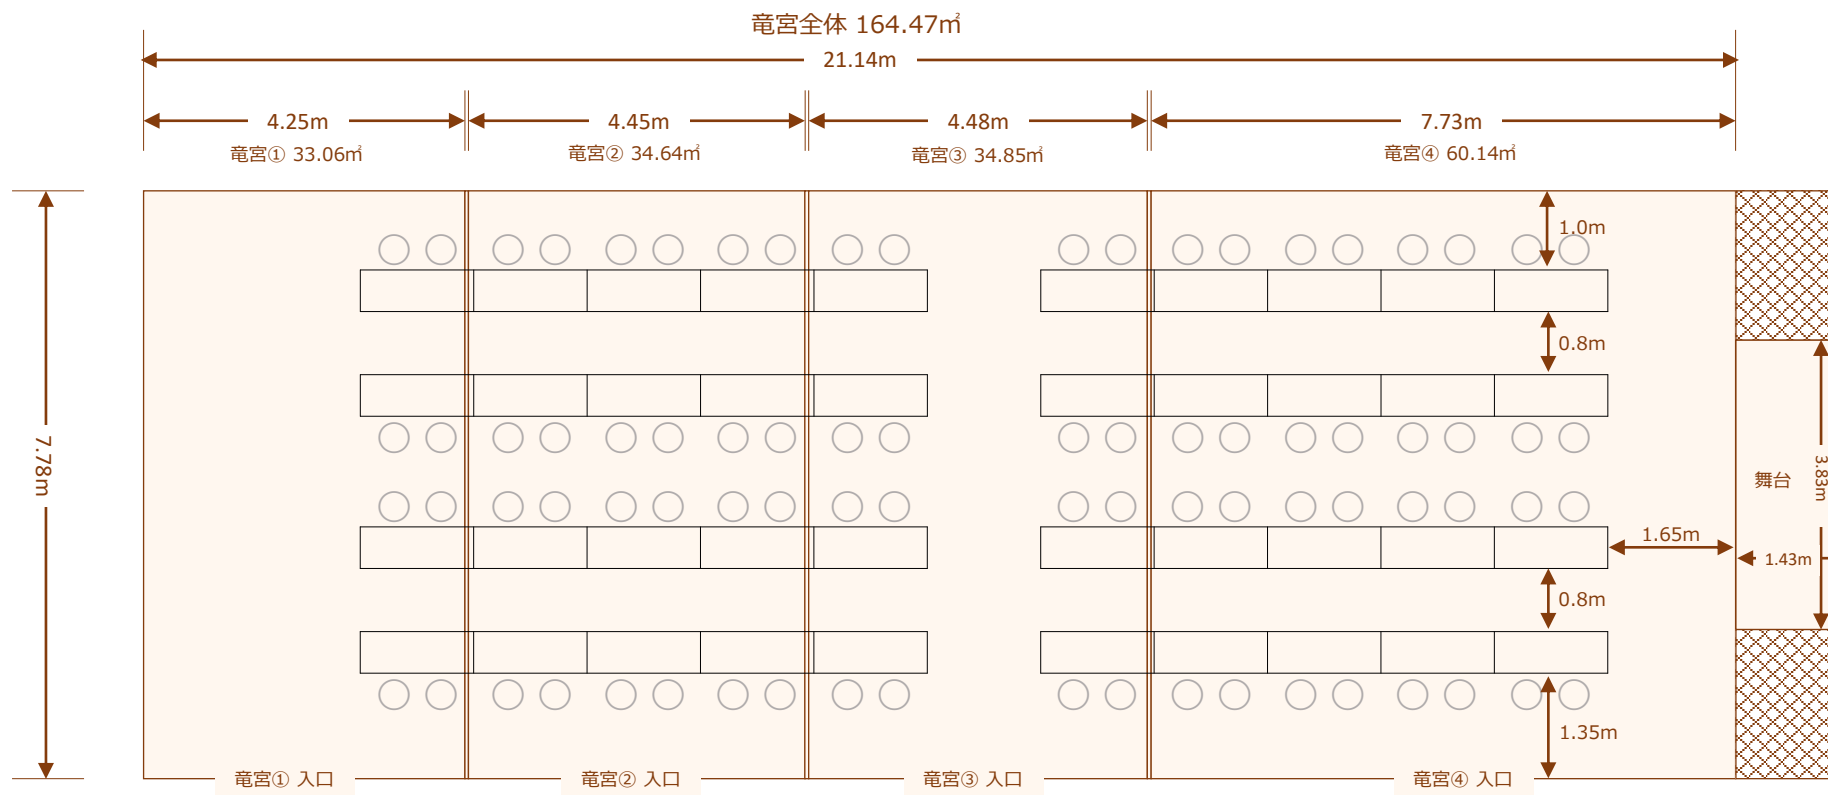 竜宮全体 164.47㎡
21.14m
4.25m
4.45m
4.48m
7.73m
竜宮① 33.06㎡
竜宮② 34.64㎡
竜宮③ 34.85㎡
竜宮④ 60.14㎡
1.0m
0.8m
7.78m
3.83m
舞台
1.65m
1.43m
0.8m
1.35m
竜宮① 入口
竜宮② 入口
竜宮③ 入口
竜宮④ 入口